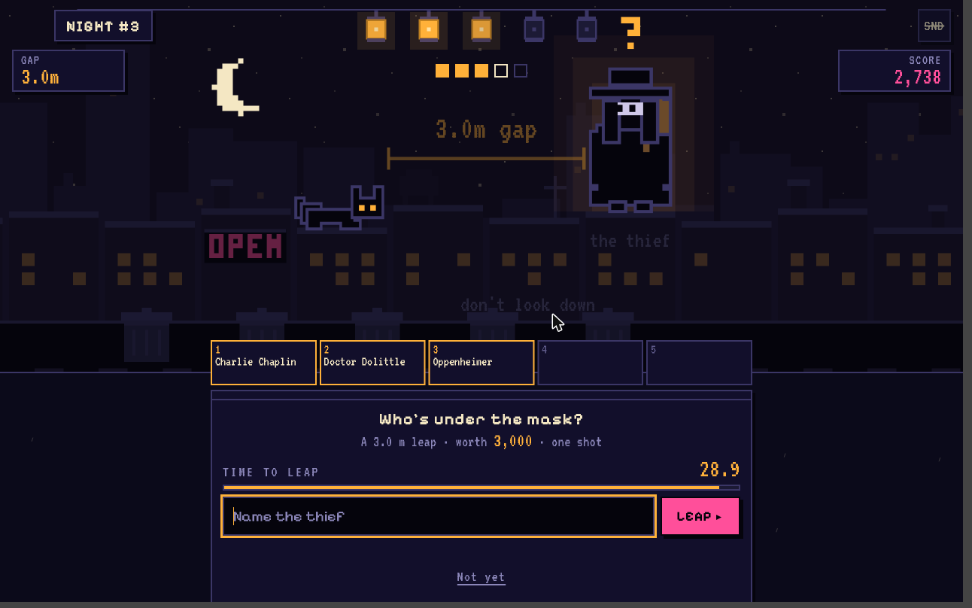 NIGHT #3
?
SND
GAP
3.0m
SCORE
2,738
3.0m gap
OPEN
the thief
don't look down
1
Charlie Chaplin
2
Doctor Dolittle
3
Oppenheimer
4
5
Who's under the mask?
A 3.0 m leap · worth 3,000 · one shot
TIME TO LEAP
28.9
Name the thief
LEAP ▸
Not yet